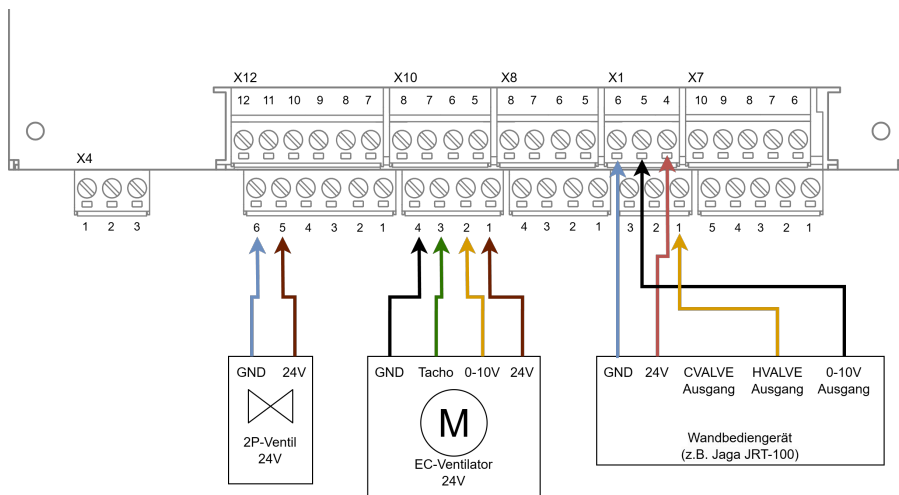 X12 X10 X8 X1 X7
12 11 10 9 8 7 8 7 6 5 8 7 6 5 6 5 4 10 9 8 7 6
X4
1 2 3 6 5 4 3 2 1 4 3 2 1 4 3 2 1 3 2 1 5 4 3 2 1
GND 24V
2P-Ventil
24V
GND Tacho 0-10V 24V
M
EC-Ventilator
24V
GND 24V CVALVE HVALVE 0-10V
Ausgang Ausgang Ausgang
Wandbediengerät
(z.B. Jaga JRT-100)